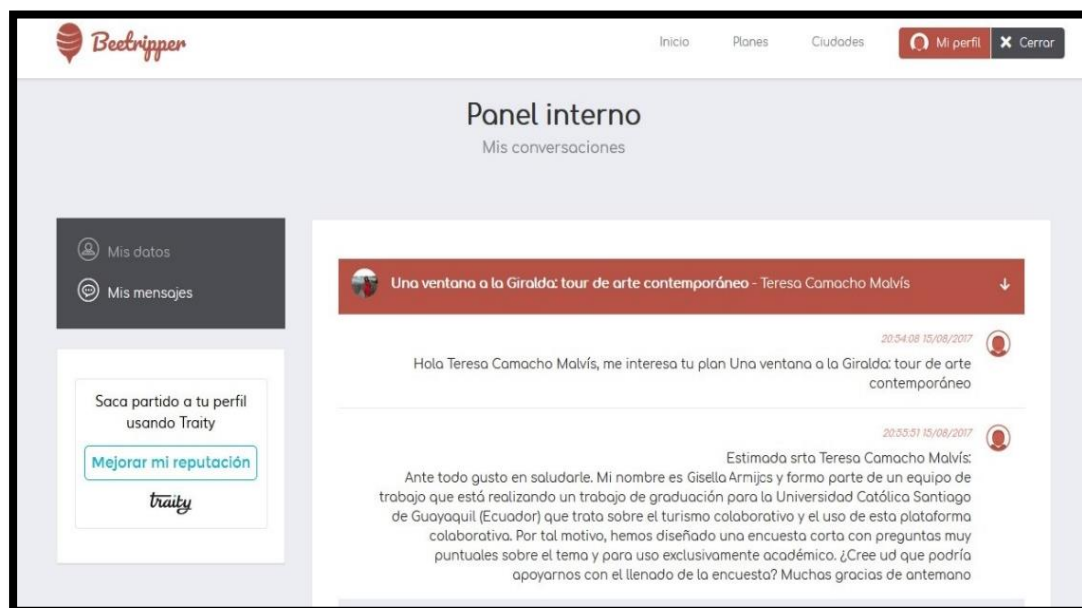 Beetripper
Inicio Planes Ciudades Mi perfil Cerrar
Panel interno
Mis conversaciones
Mis datos
Mis mensajes
Saca partido a tu perfil
usando Traity
Mejorar mi reputación
traity
Una ventana a la Giralda: tour de arte contemporáneo - Teresa Camacho Malvís
20:54:08 15/08/2017
Hola Teresa Camacho Malvís, me interesa tu plan Una ventana a la Giralda: tour de arte
contemporáneo
20:55:51 15/08/2017
Estimada srta Teresa Camacho Malvís:
Ante todo gusto en saludarle. Mi nombre es Gisella Armijos y formo parte de un equipo de
trabajo que está realizando un trabajo de graduación para la Universidad Católica Santiago
de Guayaquil (Ecuador) que trata sobre el turismo colaborativo y el uso de esta plataforma
colaborativa. Por tal motivo, hemos diseñado una encuesta corta con preguntas muy
puntuales sobre el tema y para uso exclusivamente académico. ¿Cree ud que podría
apoyarnos con el llenado de la encuesta? Muchas gracias de antemano